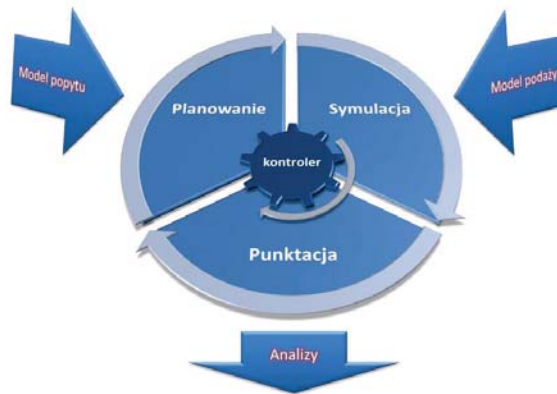 Model popytu
Model podaży
Planowanie
Symulacja
kontroler
Punktacja
Analizy